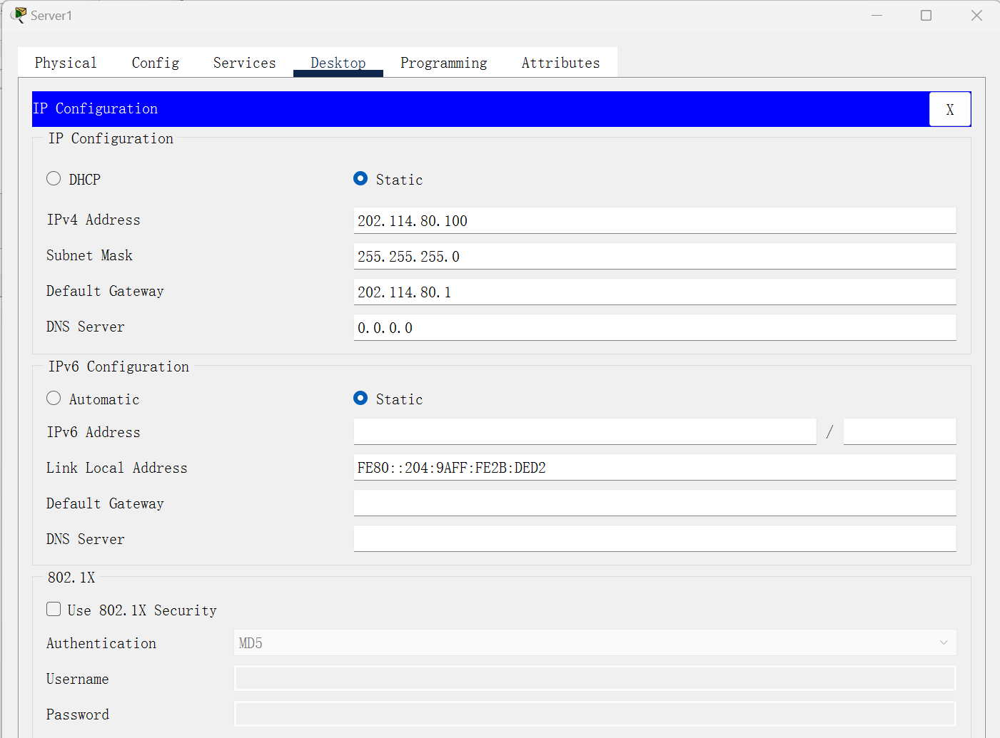 Server1
Physical Config Services Desktop Programming Attributes
IP Configuration X
IP Configuration
DHCP Static
IPv4 Address 202.114.80.100
Subnet Mask 255.255.255.0
Default Gateway 202.114.80.1
DNS Server 0.0.0.0
IPv6 Configuration
Automatic Static
IPv6 Address /
Link Local Address FE80::204:9AFF:FE2B:DED2
Default Gateway
DNS Server
802.1X
Use 802.1X Security
Authentication MD5
Username
Password